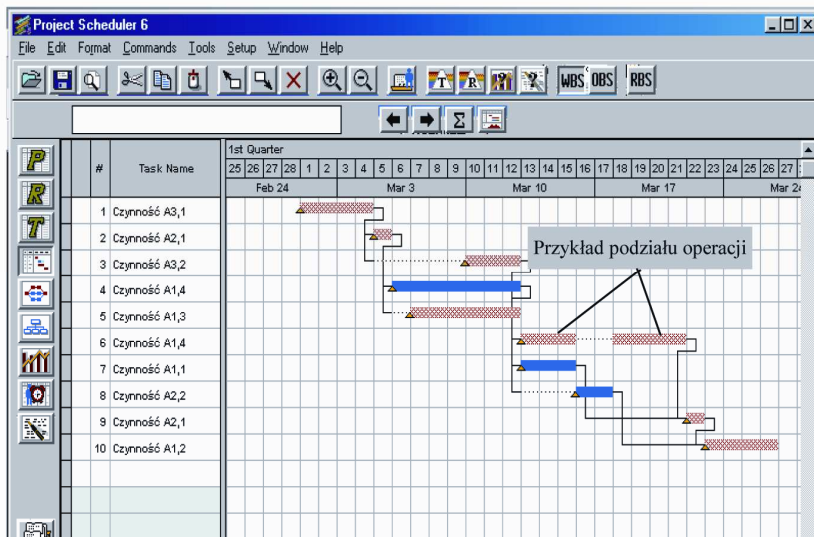 Project Scheduler 6
File Edit Format Commands Tools Setup Window Help
T R WBS OBS RBS
Σ
P
R
T
# Task Name
1st Quarter
25 26 27 28 1 2 3 4 5 6 7 8 9 10 11 12 13 14 15 16 17 18 19 20 21 22 23 24 25 26 27
Feb 24 Mar 3 Mar 10 Mar 17 Mar 24
1 Czynność A3,1
2 Czynność A2,1
3 Czynność A3,2
4 Czynność A1,4
5 Czynność A1,3
6 Czynność A1,4
7 Czynność A1,1
8 Czynność A2,2
9 Czynność A2,1
10 Czynność A1,2
Przykład podziału operacji